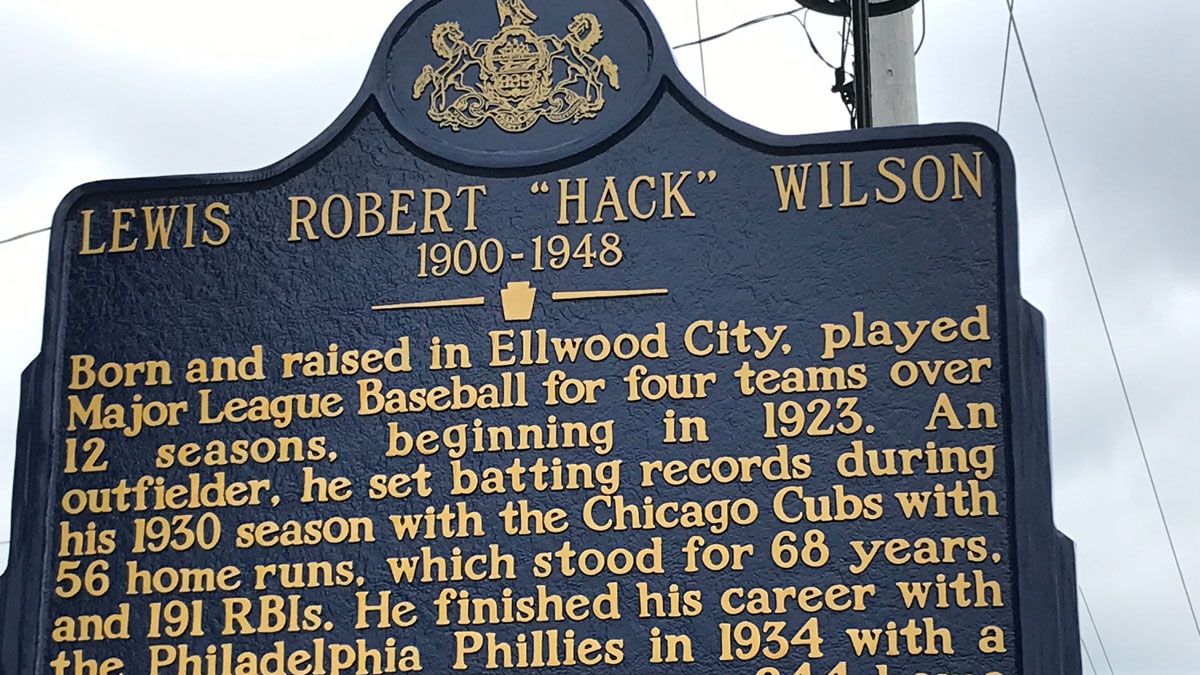 LEWIS ROBERT “HACK” WILSON
1900-1948
Born and raised in Ellwood City, played
Major League Baseball for four teams over
12 seasons, beginning in 1923. An
outfielder, he set batting records during
his 1930 season with the Chicago Cubs with
56 home runs, which stood for 68 years,
and 191 RBIs. He finished his career with
the Philadelphia Phillies in 1934 with a